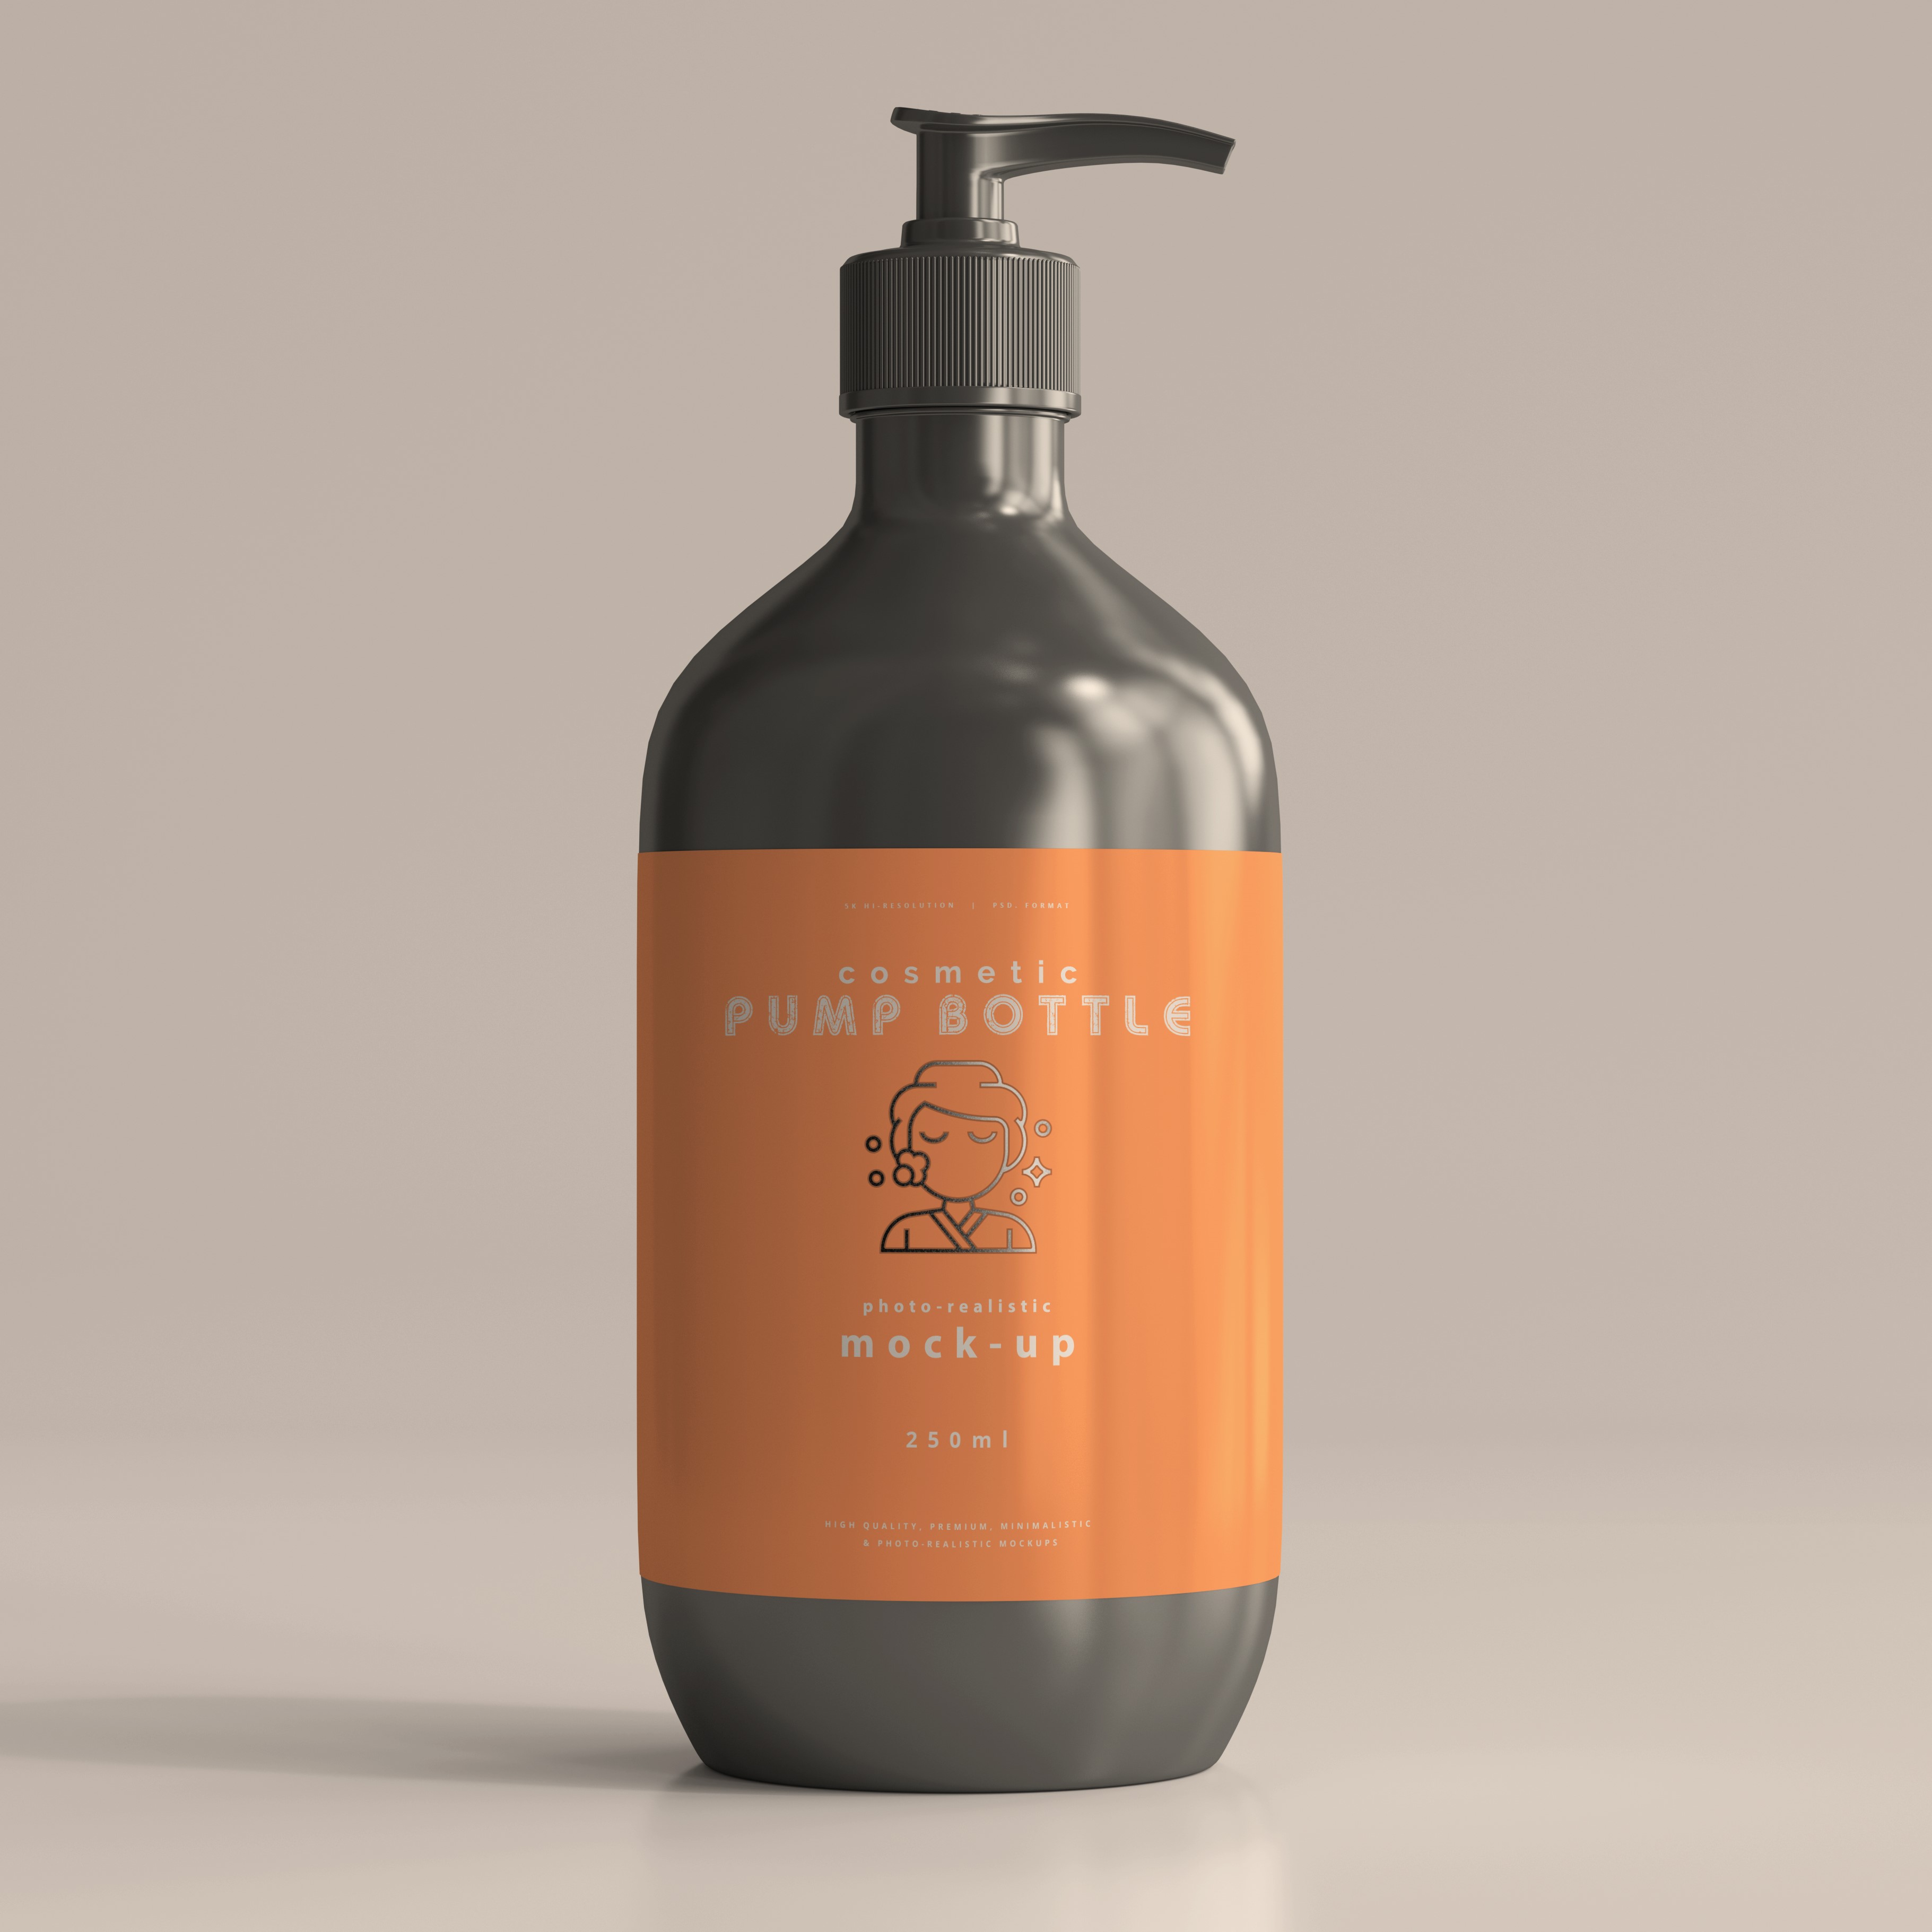 5K HI-RESOLUTION | PSD. FORMAT
cosmetic
PUMP BOTTLE
photo-realistic
mock-up
250ml
HIGH QUALITY, PREMIUM, MINIMALISTIC
& PHOTO-REALISTIC MOCKUPS